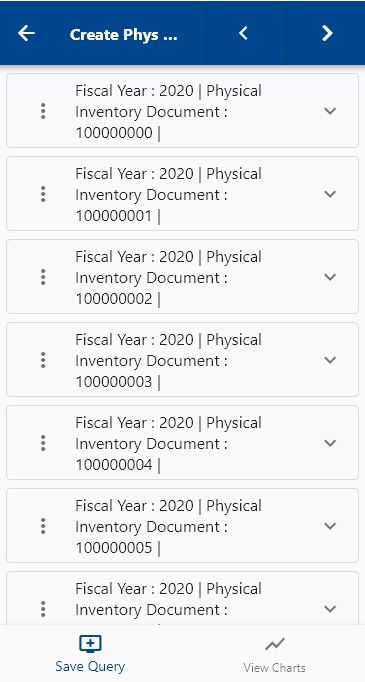 Create Phys ...
Fiscal Year : 2020 | Physical
Inventory Document :
100000000 |
Fiscal Year : 2020 | Physical
Inventory Document :
100000001 |
Fiscal Year : 2020 | Physical
Inventory Document :
100000002 |
Fiscal Year : 2020 | Physical
Inventory Document :
100000003 |
Fiscal Year : 2020 | Physical
Inventory Document :
100000004 |
Fiscal Year : 2020 | Physical
Inventory Document :
100000005 |
Fiscal Year : 2020 | Physical
Inventory Document :
Save Query
View Charts